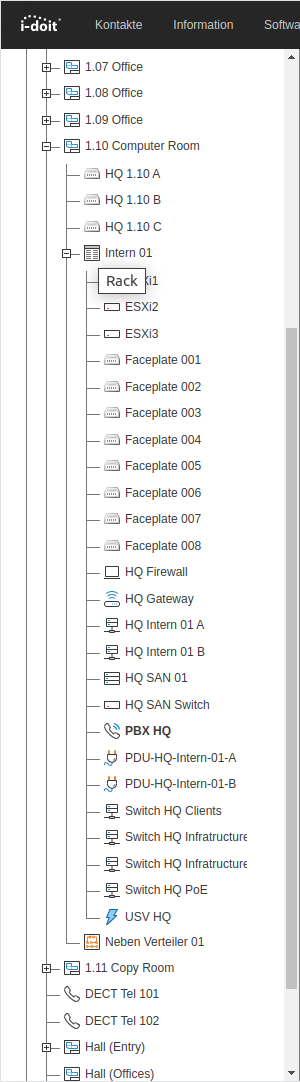 i-doit Kontakte Information Softwa
1.07 Office
1.08 Office
1.09 Office
1.10 Computer Room
HQ 1.10 A
HQ 1.10 B
HQ 1.10 C
Intern 01
Rack Xi1
ESXi2
ESXi3
Faceplate 001
Faceplate 002
Faceplate 003
Faceplate 004
Faceplate 005
Faceplate 006
Faceplate 007
Faceplate 008
HQ Firewall
HQ Gateway
HQ Intern 01 A
HQ Intern 01 B
HQ SAN 01
HQ SAN Switch
PBX HQ
PDU-HQ-Intern-01-A
PDU-HQ-Intern-01-B
Switch HQ Clients
Switch HQ Infratructure
Switch HQ Infratructure
Switch HQ PoE
USV HQ
Neben Verteiler 01
1.11 Copy Room
DECT Tel 101
DECT Tel 102
Hall (Entry)
Hall (Offices)